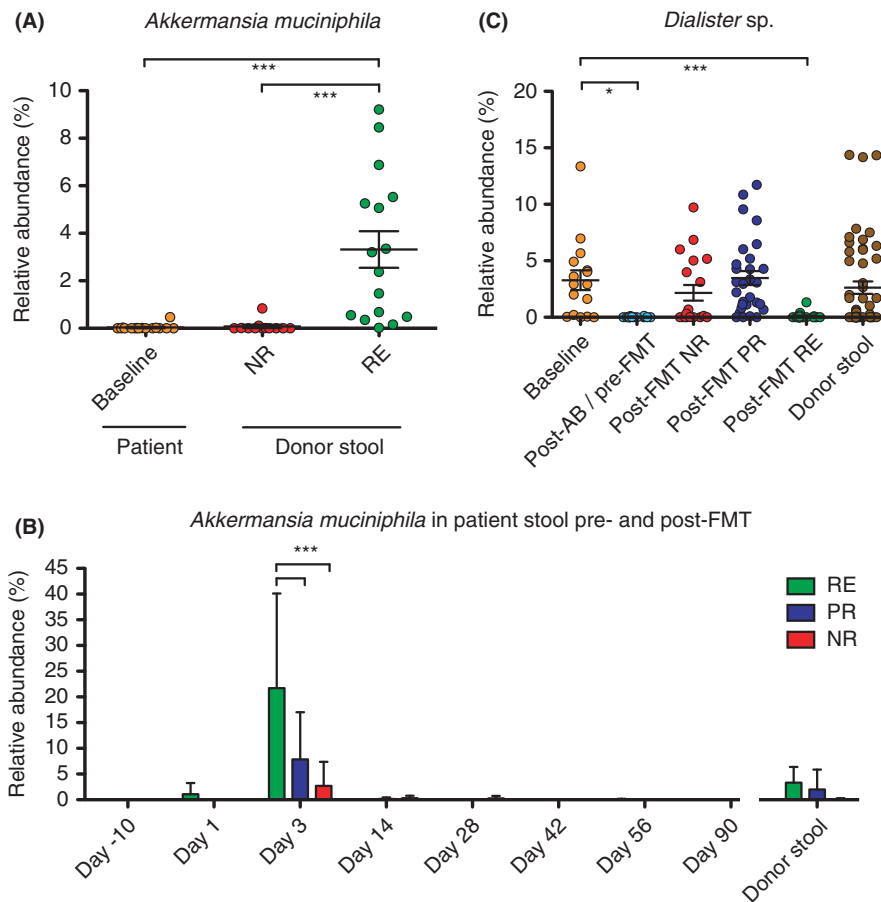 (A)
Akkermansia muciniphila
***
***
Relative abundance (%)
10
8
6
4
2
0
Baseline
NR
RE
Patient
Donor stool
(C)
Dialister sp.
***
*
Relative abundance (%)
20
15
10
5
0
Baseline
Post-AB / pre-FMT
Post-FMT NR
Post-FMT PR
Post-FMT RE
Donor stool
(B)
Akkermansia muciniphila in patient stool pre- and post-FMT
***
Relative abundance (%)
45
40
35
30
25
20
15
10
5
0
Day -10
Day 1
Day 3
Day 14
Day 28
Day 42
Day 56
Day 90
Donor stool
RE
PR
NR